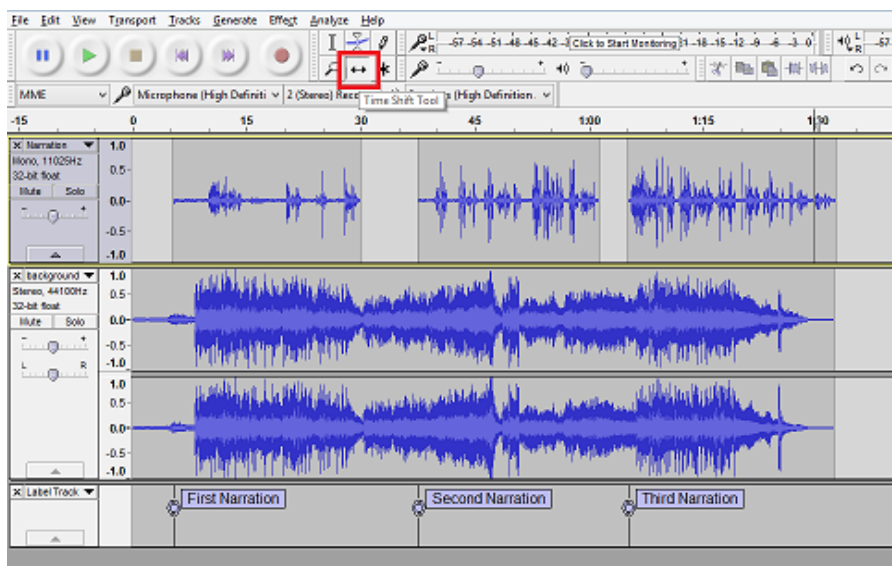 File Edit View Transport Tracks Generate Effect Analyze Help
L R -57 -54 -51 -48 -45 -42 -3 Click to Start Monitoring 1 -18 -15 -12 -9 -6 -3 0 L R -57
MME Microphone (High Definiti 2 (Stereo) Reco (High Definition.
Time Shift Tool
-15 0 15 30 45 1:00 1:15 1:30
X Narration 1.0
Mono, 11025Hz
32-bit float 0.5
Mute Solo
- + 0.0
-0.5
-1.0
X background 1.0
Stereo, 44100Hz 0.5
32-bit float
Mute Solo 0.0
- + -0.5
L R -1.0
1.0
0.5
0.0
-0.5
-1.0
X Label Track
First Narration Second Narration Third Narration